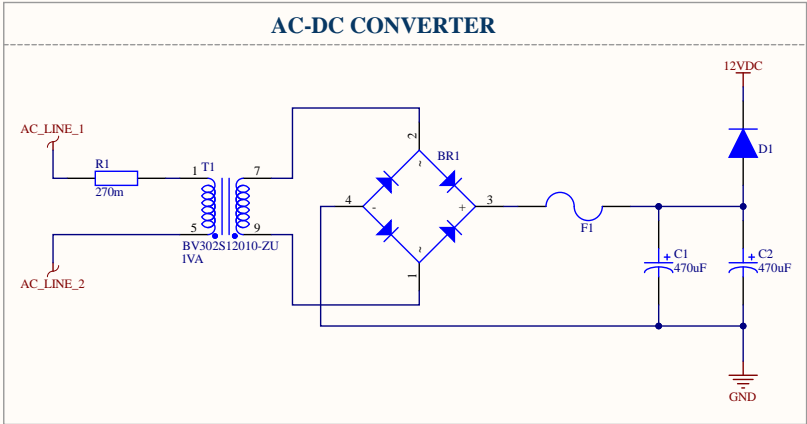 AC-DC CONVERTER
12VDC
AC_LINE_1
R1
270m
1
T1
7
5
9
BV302S12010-ZU
1VA
2
BR1
~
4
-
+
3
~
1
F1
D1
+
C1
470uF
+
C2
470uF
AC_LINE_2
GND